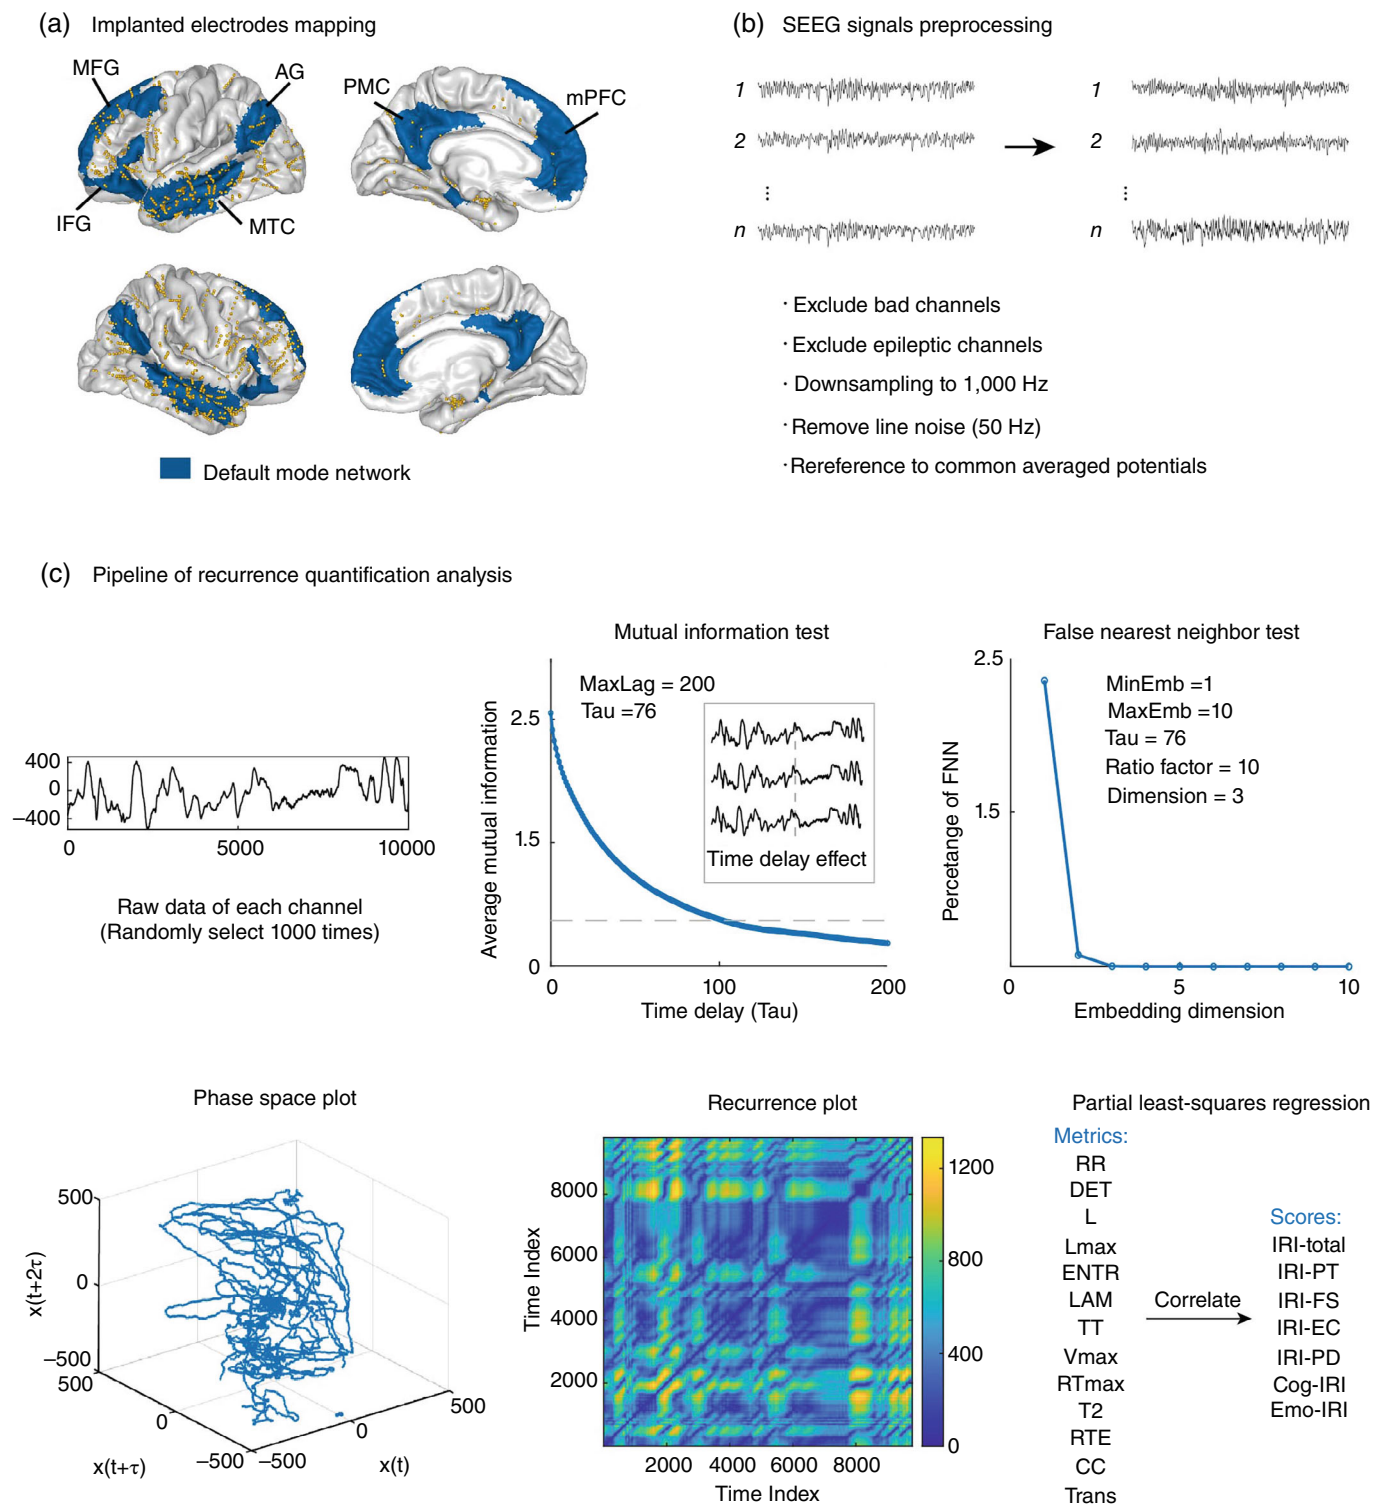 (a) Implanted electrodes mapping
MFG
AG
IFG
MTC
PMC
mPFC
Default mode network
(b) SEEG signals preprocessing
1
2
⋮
n
1
2
⋮
n
· Exclude bad channels
· Exclude epileptic channels
· Downsampling to 1,000 Hz
· Remove line noise (50 Hz)
· Rereference to common averaged potentials
(c) Pipeline of recurrence quantification analysis
400
0
−400
0 5000 10000
Raw data of each channel
(Randomly select 1000 times)
Mutual information test
MaxLag = 200
Tau =76
Time delay effect
Average mutual information
2.5
1.5
0
0 100 200
Time delay (Tau)
False nearest neighbor test
MinEmb =1
MaxEmb =10
Tau = 76
Ratio factor = 10
Dimension = 3
Percetange of FNN
2.5
1.5
0 5 10
Embedding dimension
Phase space plot
x(t+2τ)
500
0
−500
500
0
−500
x(t+τ)
−500
0
500
x(t)
Recurrence plot
Time Index
8000
6000
4000
2000
2000 4000 6000 8000
Time Index
1200
800
400
0
Partial least-squares regression
Metrics:
RR
DET
L
Lmax
ENTR
LAM
TT
Vmax
RTmax
T2
RTE
CC
Trans
Correlate
Scores:
IRI-total
IRI-PT
IRI-FS
IRI-EC
IRI-PD
Cog-IRI
Emo-IRI